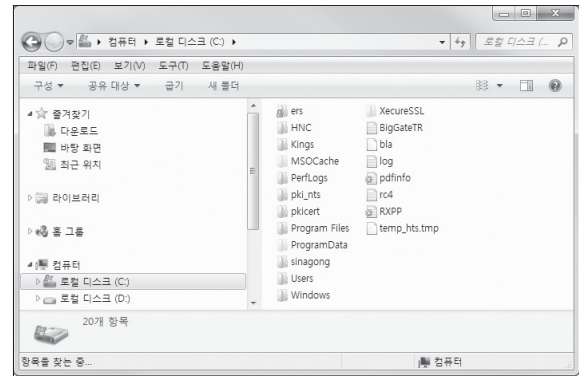 컴퓨터 ▸ 로컬 디스크 (C:) ▸
로컬 디스크 (...
파일(F) 편집(E) 보기(V) 도구(T) 도움말(H)
구성 공유 대상 굽기 새 폴더
즐겨찾기
다운로드
바탕 화면
최근 위치
라이브러리
홈 그룹
컴퓨터
로컬 디스크 (C:)
로컬 디스크 (D:)
ers
HNC
Kings
MSOCache
PerfLogs
pki_nts
pkicert
Program Files
ProgramData
sinagong
Users
Windows
XecureSSL
BigGateTR
bla
log
pdfinfo
rc4
RXPP
temp_hts.tmp
20개 항목
항목을 찾는 중...
컴퓨터